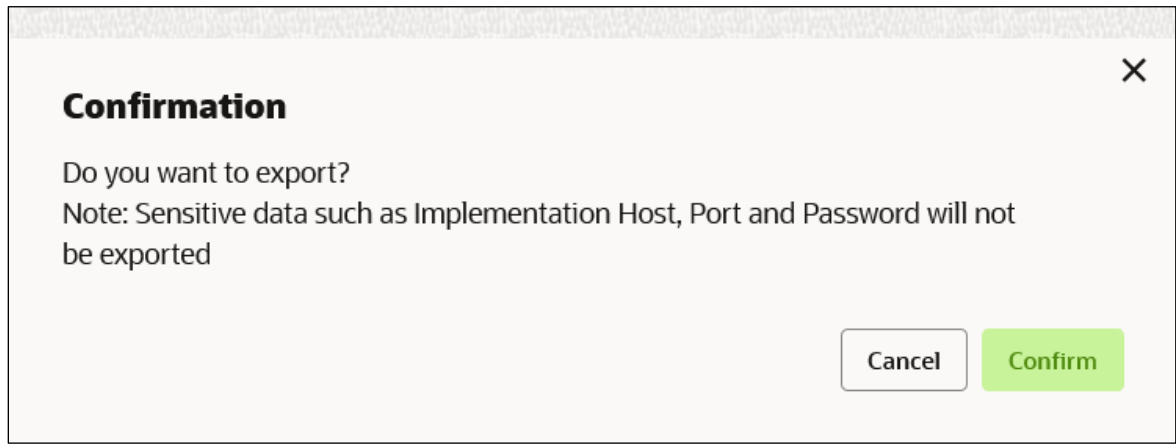 Confirmation
Do you want to export?
Note: Sensitive data such as Implementation Host, Port and Password will not
be exported
Cancel
Confirm